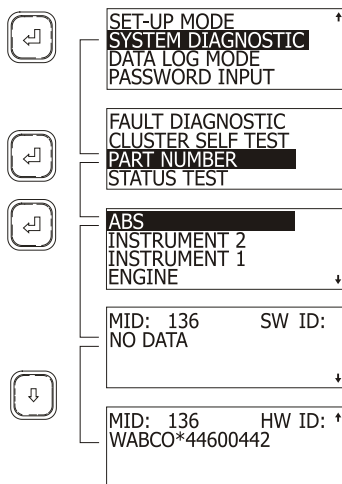 SET-UP MODE
SYSTEM DIAGNOSTIC
DATA LOG MODE
PASSWORD INPUT
FAULT DIAGNOSTIC
CLUSTER SELF TEST
PART NUMBER
STATUS TEST
ABS
INSTRUMENT 2
INSTRUMENT 1
ENGINE
MID: 136 SW ID:
NO DATA
MID: 136 HW ID:
WABCO*44600442